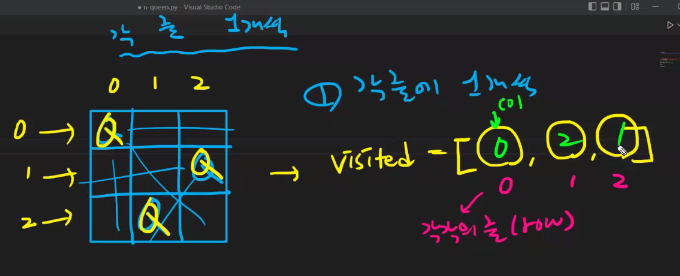 n-queen.py - Visual Studio Code
각 줄 1개씩
① 각 줄에 1개씩
0 1 2
col
0 → Q
1 → Q
→ visited = [0, 2, 1]
0 1 2
2 → Q
각각의 줄 (row)